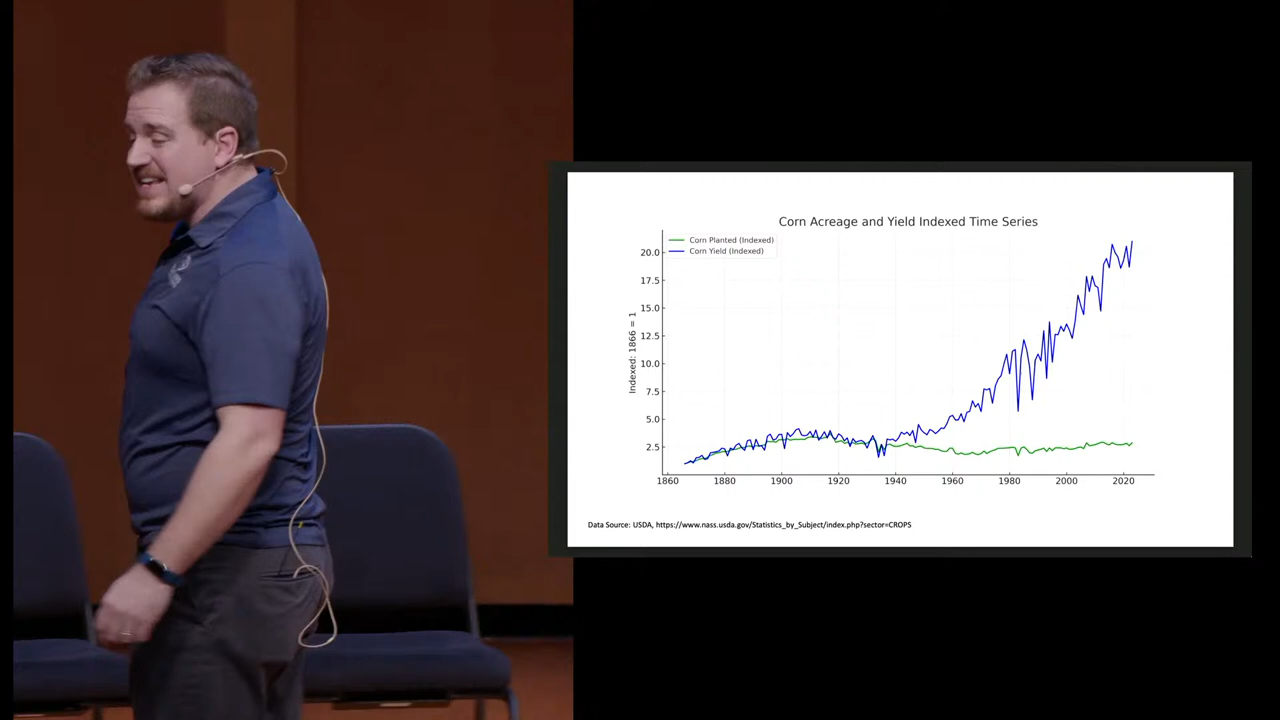 Corn Acreage and Yield Indexed Time Series
Corn Planted (Indexed)
Corn Yield (Indexed)
Indexed: 1866 = 1
20.0
17.5
15.0
12.5
10.0
7.5
5.0
2.5
1860 1880 1900 1920 1940 1960 1980 2000 2020
Data Source: USDA, https://www.nass.usda.gov/Statistics_by_Subject/index.php?sector=CROPS